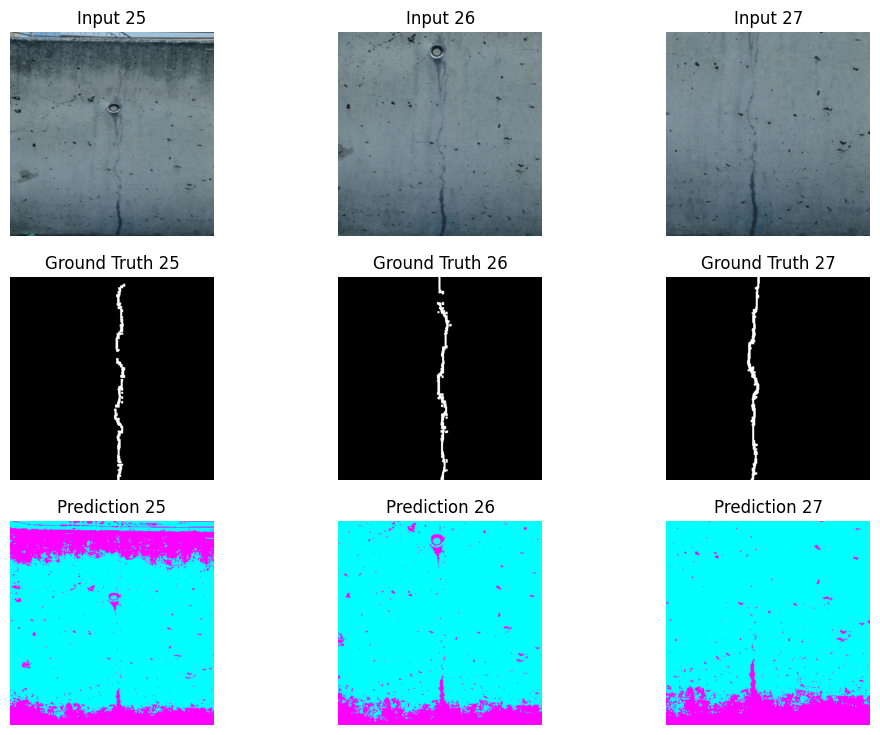 Input 25
Input 26
Input 27
Ground Truth 25
Ground Truth 26
Ground Truth 27
Prediction 25
Prediction 26
Prediction 27